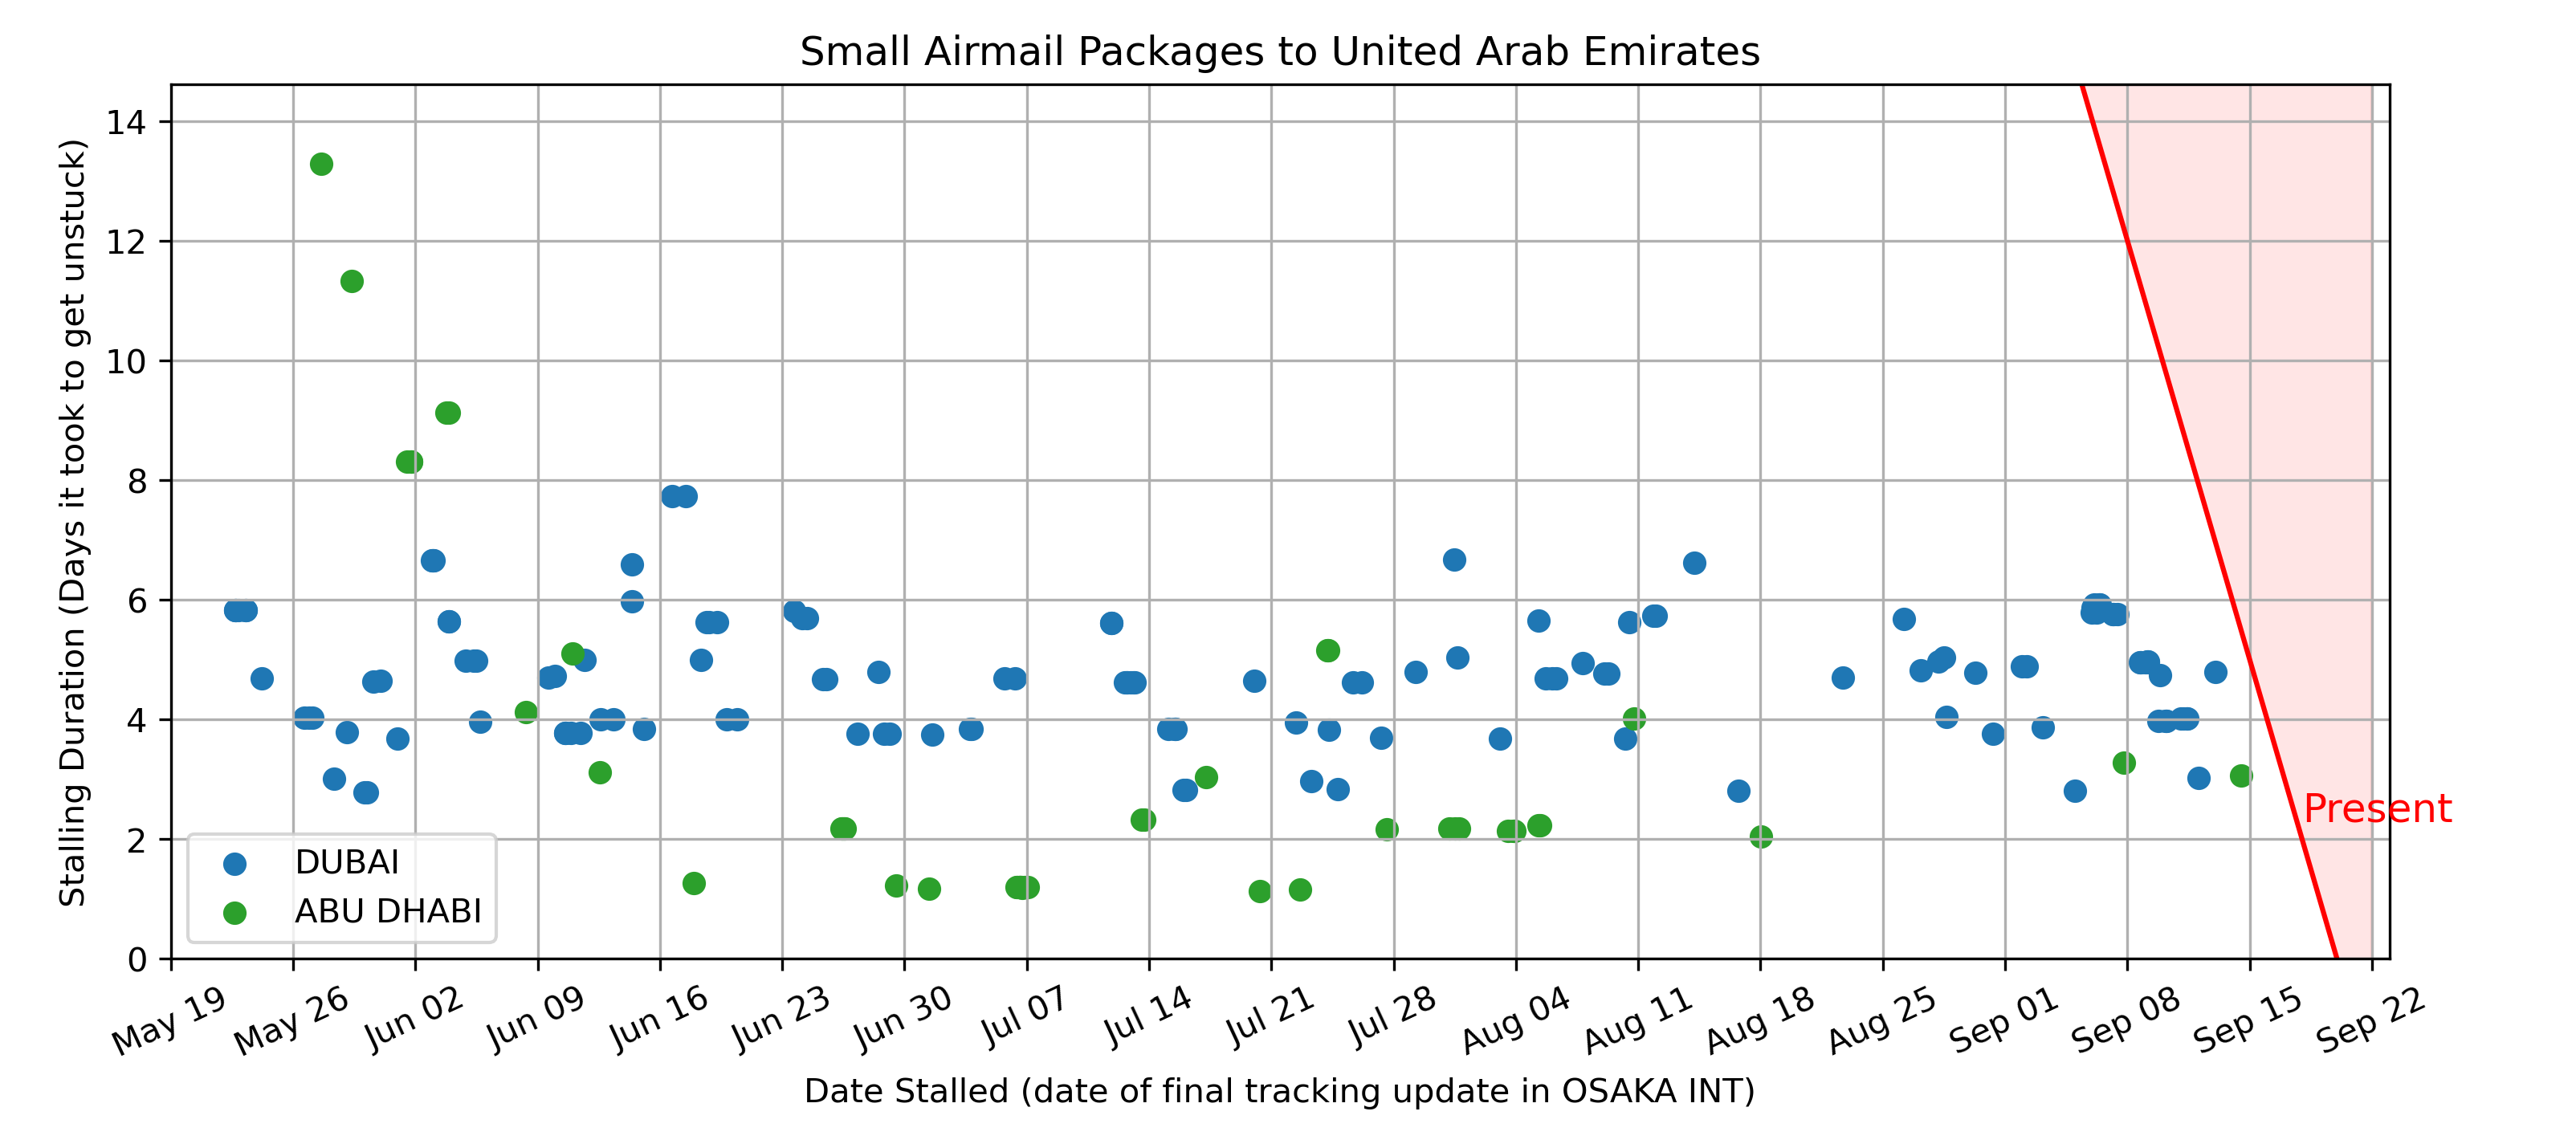 Small Airmail Packages to United Arab Emirates
Stalling Duration (Days it took to get unstuck)
14
12
10
8
6
4
2
0
DUBAI
ABU DHABI
Present
May 19
May 26
Jun 02
Jun 09
Jun 16
Jun 23
Jun 30
Jul 07
Jul 14
Jul 21
Jul 28
Aug 04
Aug 11
Aug 18
Aug 25
Sep 01
Sep 08
Sep 15
Sep 22
Date Stalled (date of final tracking update in OSAKA INT)